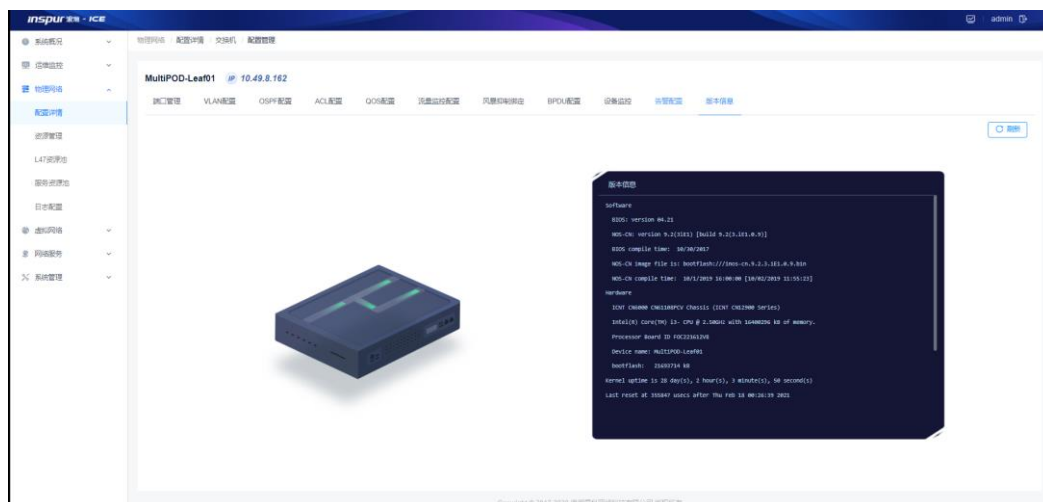 inspur 浪潮 · ICE
admin
系统概况
运维监控
物理网络
配置详情
资源管理
L47资源池
服务资源池
日志配置
虚拟网络
网络服务
系统管理
物理网络 / 配置详情 / 交换机 / 配置管理
MultiPOD-Leaf01 IP 10.49.8.162
端口管理 VLAN配置 OSPF配置 ACL配置 QOS配置 流量监控配置 风暴抑制绑定 BPDU配置 设备监控 告警配置 版本信息
刷新
版本信息
Software
BIOS: version 04.21
NOS-CN: version 9.2(3IE1) [build 9.2(3.IE1.0.9)]
BIOS compile time: 10/30/2017
NOS-CN image file is: bootflash:///inos-cn.9.2.3.IE1.0.9.bin
NOS-CN compile time: 10/1/2019 16:00:00 [10/02/2019 11:55:23]
Hardware
ICNT CN6000 CN61108PCV Chassis (ICNT CN12900 Series)
Intel(R) Core(TM) i3- CPU @ 2.50GHz with 16400296 kB of memory.
Processor Board ID
Device name: MultiPOD-Leaf01
bootflash: 21693714 kB
Kernel uptime is 28 day(s), 2 hour(s), 3 minute(s), 50 second(s)
Last reset at 355847 usecs after Thu Feb 18 00:26:39 2021